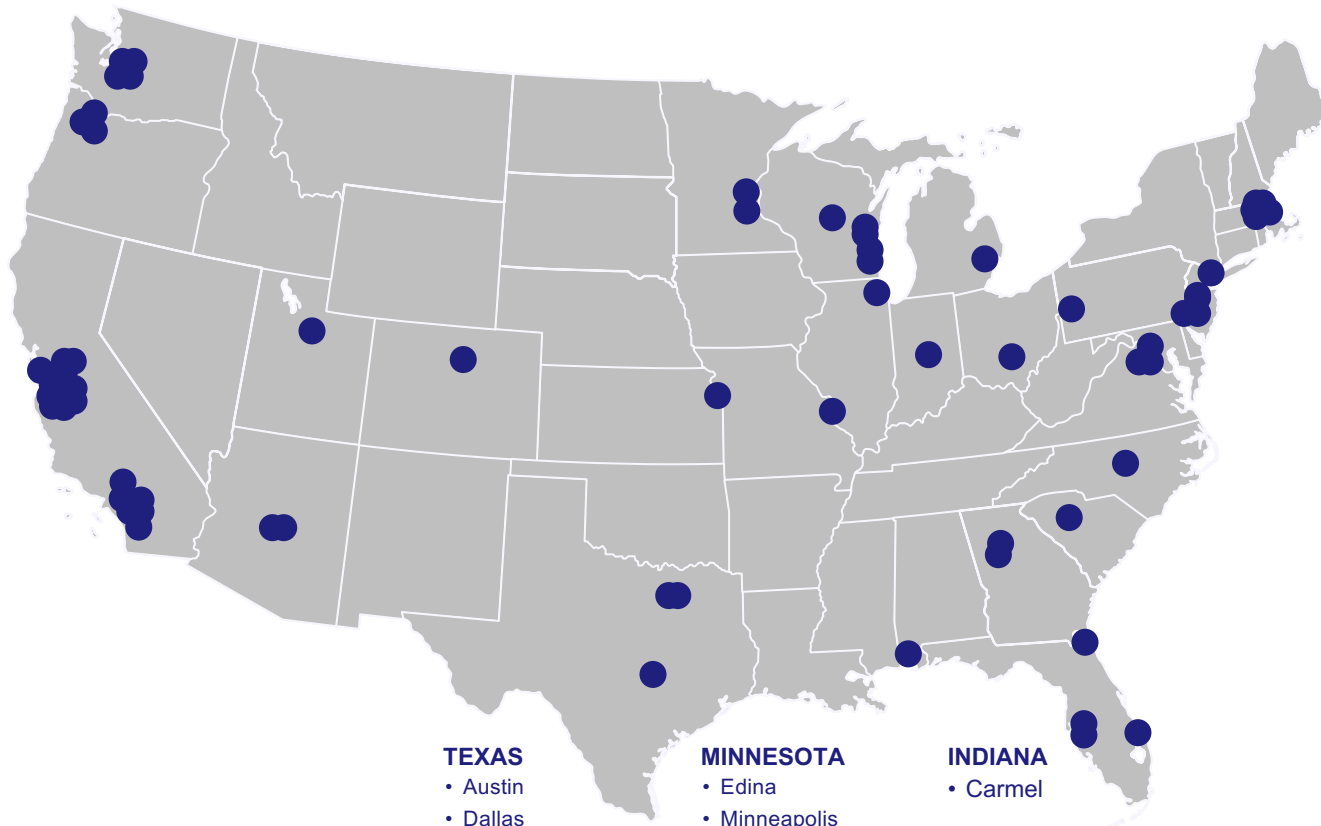 TEXAS
• Austin
• Dallas
MINNESOTA
• Edina
• Minneapolis
INDIANA
• Carmel